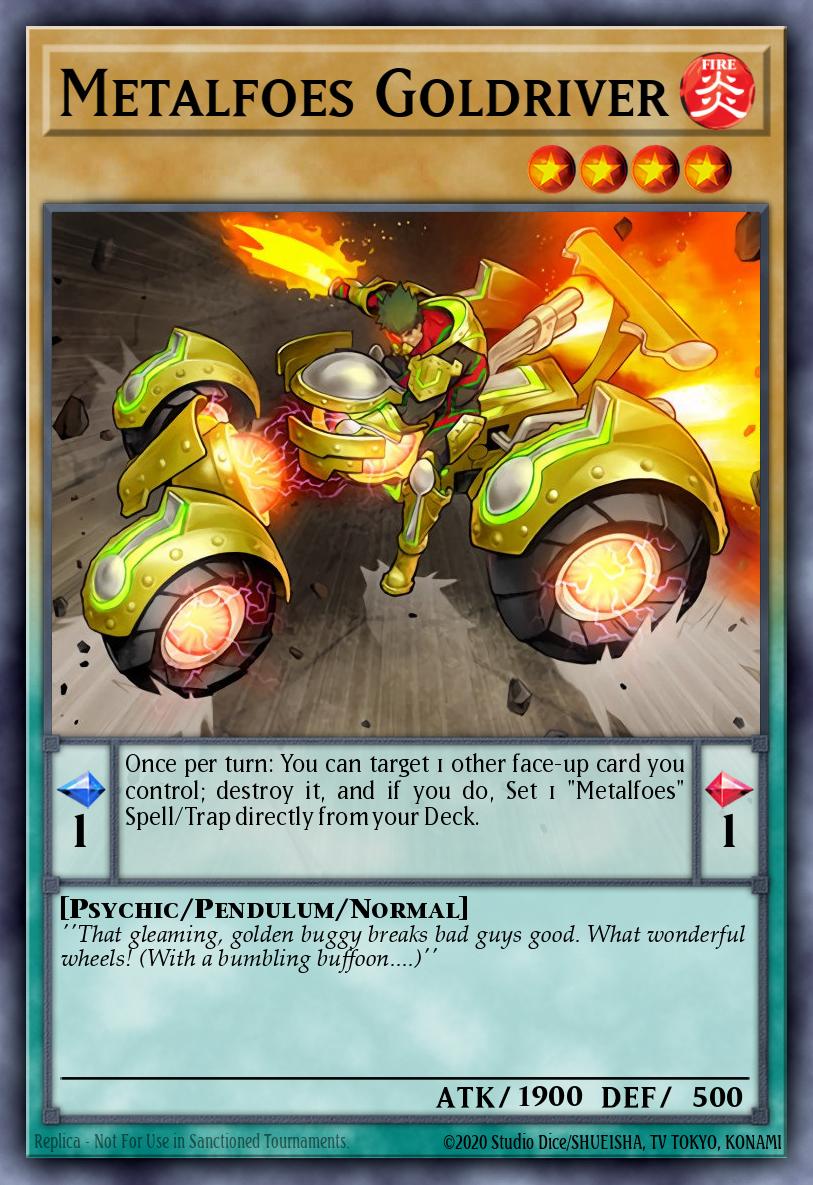 Metalfoes Goldriver
FIRE
炎
Once per turn: You can target 1 other face-up card you
control; destroy it, and if you do, Set 1 "Metalfoes"
Spell/Trap directly from your Deck.
1
1
[Psychic/Pendulum/Normal]
''That gleaming, golden buggy breaks bad guys good. What wonderful
wheels! (With a bumbling buffoon....)''
ATK/ 1900 DEF/ 500
Replica - Not For Use in Sanctioned Tournaments.
©2020 Studio Dice/SHUEISHA, TV TOKYO, KONAMI